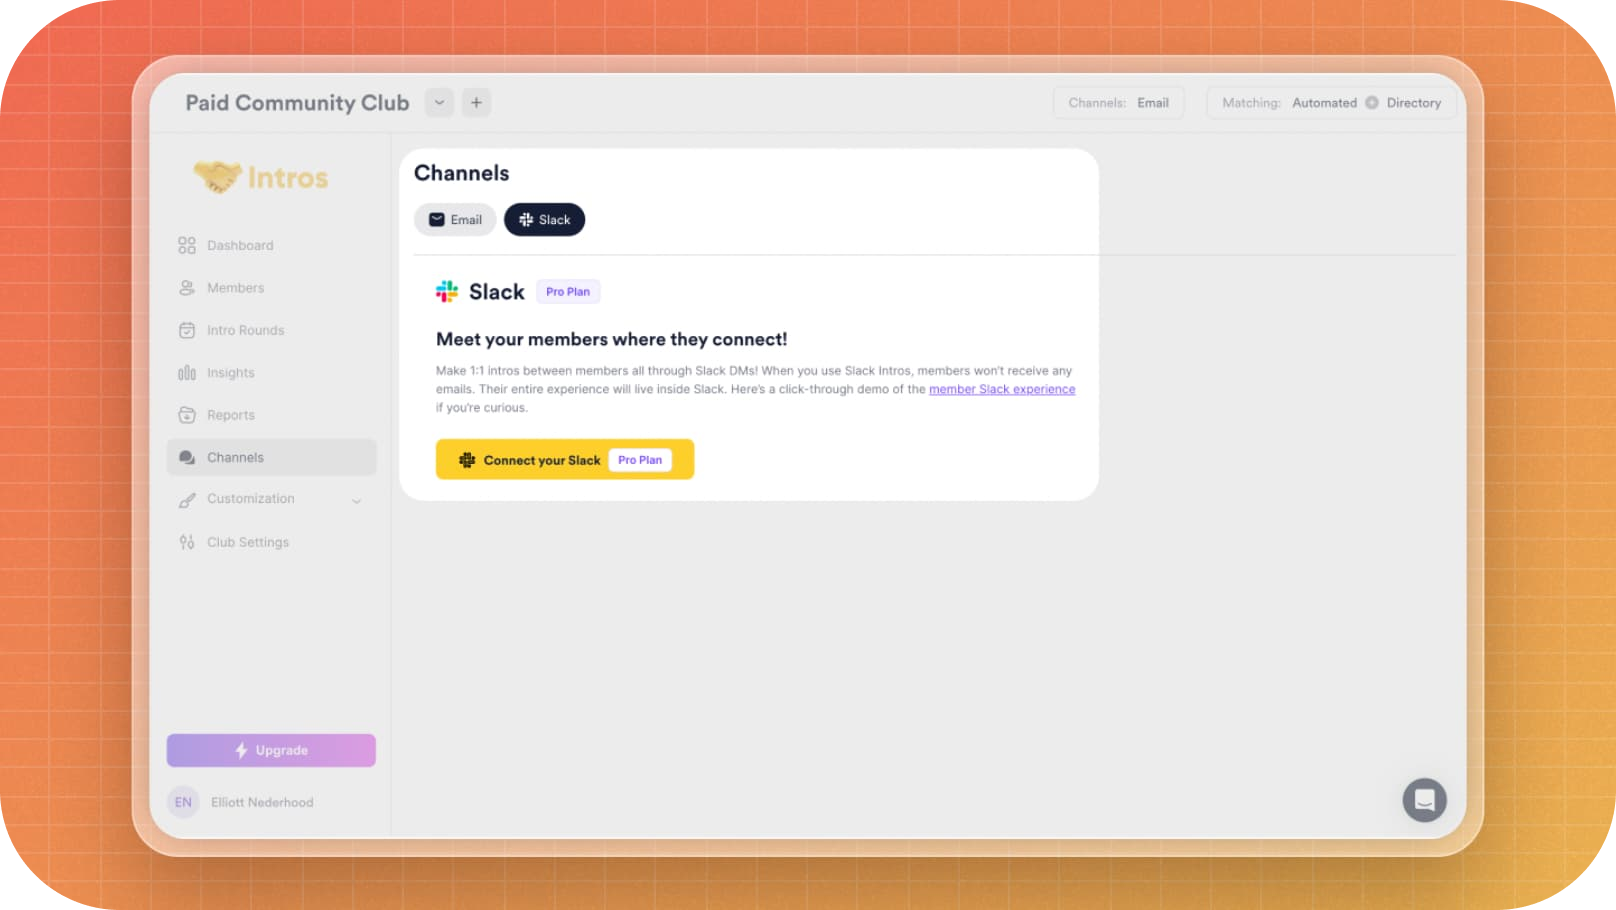 Paid Community Club
Channels: Email
Matching: Automated Directory
Intros
Dashboard
Members
Intro Rounds
Insights
Reports
Channels
Customization
Club Settings
Upgrade
EN Elliott Nederhood
Channels
Email Slack
Slack Pro Plan
Meet your members where they connect!
Make 1:1 intros between members all through Slack DMs! When you use Slack Intros, members won't receive any
emails. Their entire experience will live inside Slack. Here's a click-through demo of the member Slack experience
if you're curious.
Connect your Slack Pro Plan